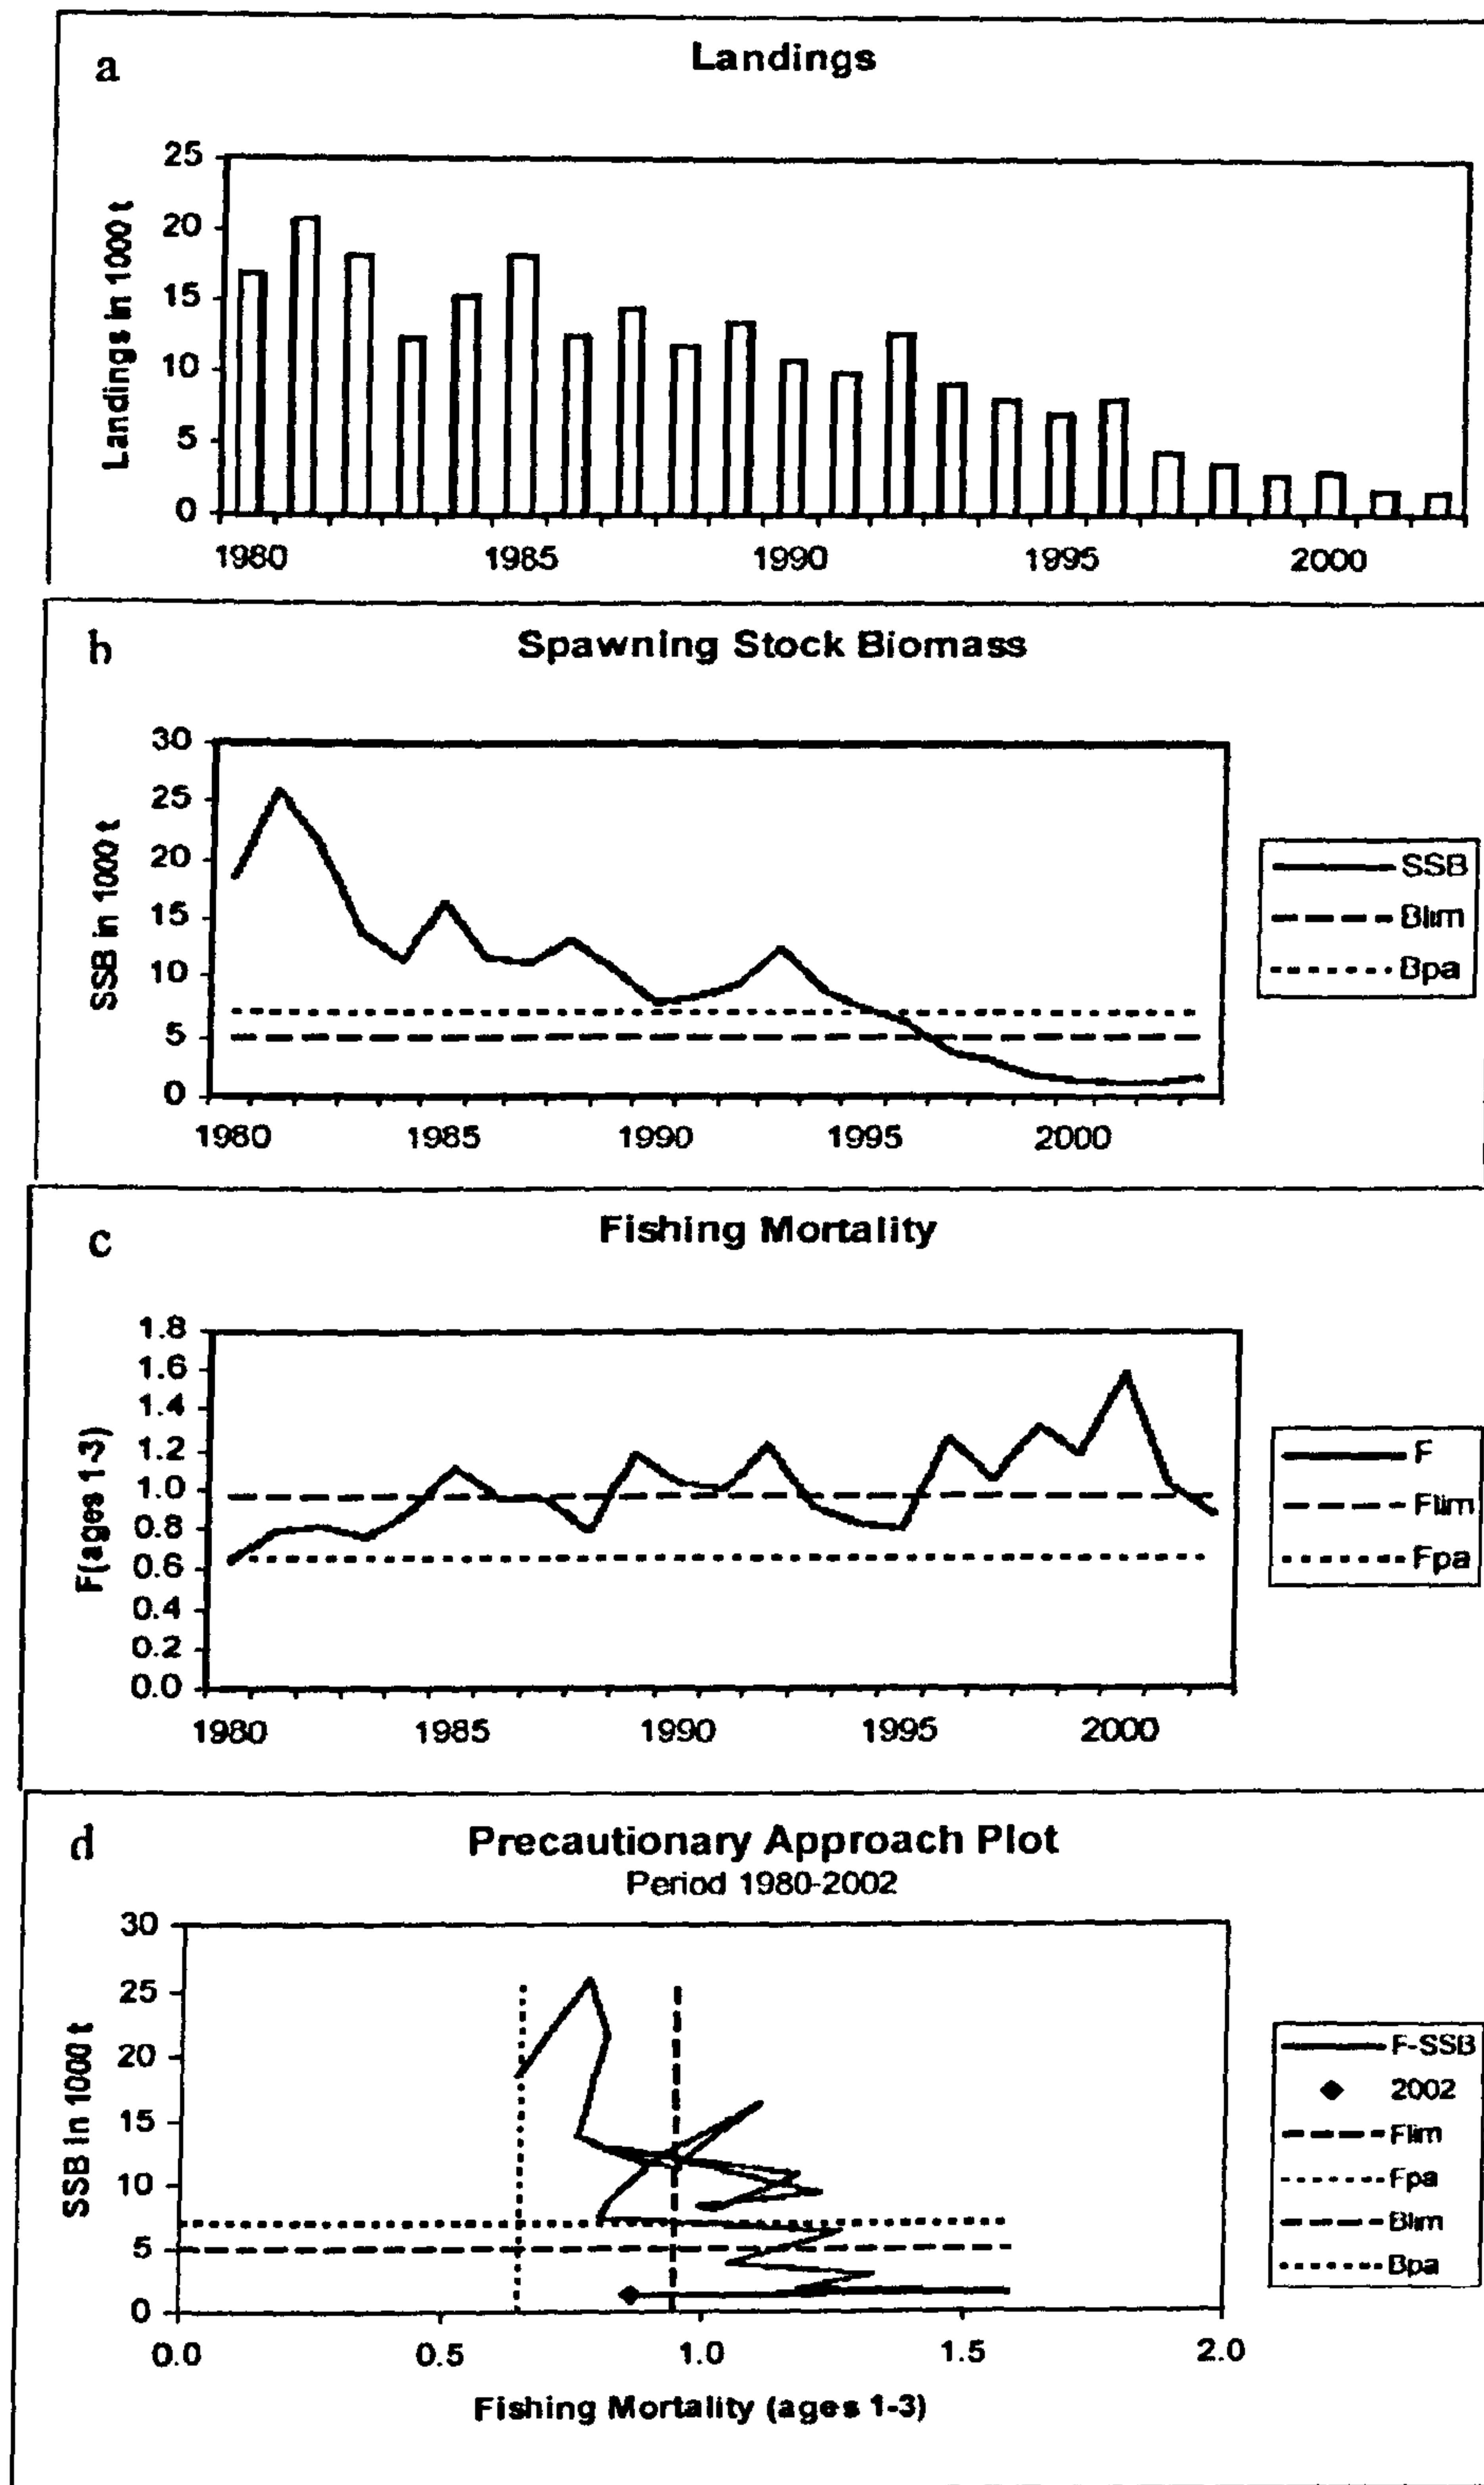 a
Landings
Landings in 1000 t
25
20
15
10
5
0
1980 1985 1990 1995 2000
b
Spawning Stock Biomass
SSB in 1000 t
30
25
20
15
10
5
0
1980 1985 1990 1995 2000
SSB
Blim
Bpa
c
Fishing Mortality
F(ages 1-3)
1.8
1.6
1.4
1.2
1.0
0.8
0.6
0.4
0.2
0.0
1980 1985 1990 1995 2000
F
Flim
Fpa
d
Precautionary Approach Plot
Period 1980-2002
SSB in 1000 t
30
25
20
15
10
5
0
0.0 0.5 1.0 1.5 2.0
Fishing Mortality (ages 1-3)
F-SSB
2002
Flim
Fpa
Blim
Bpa